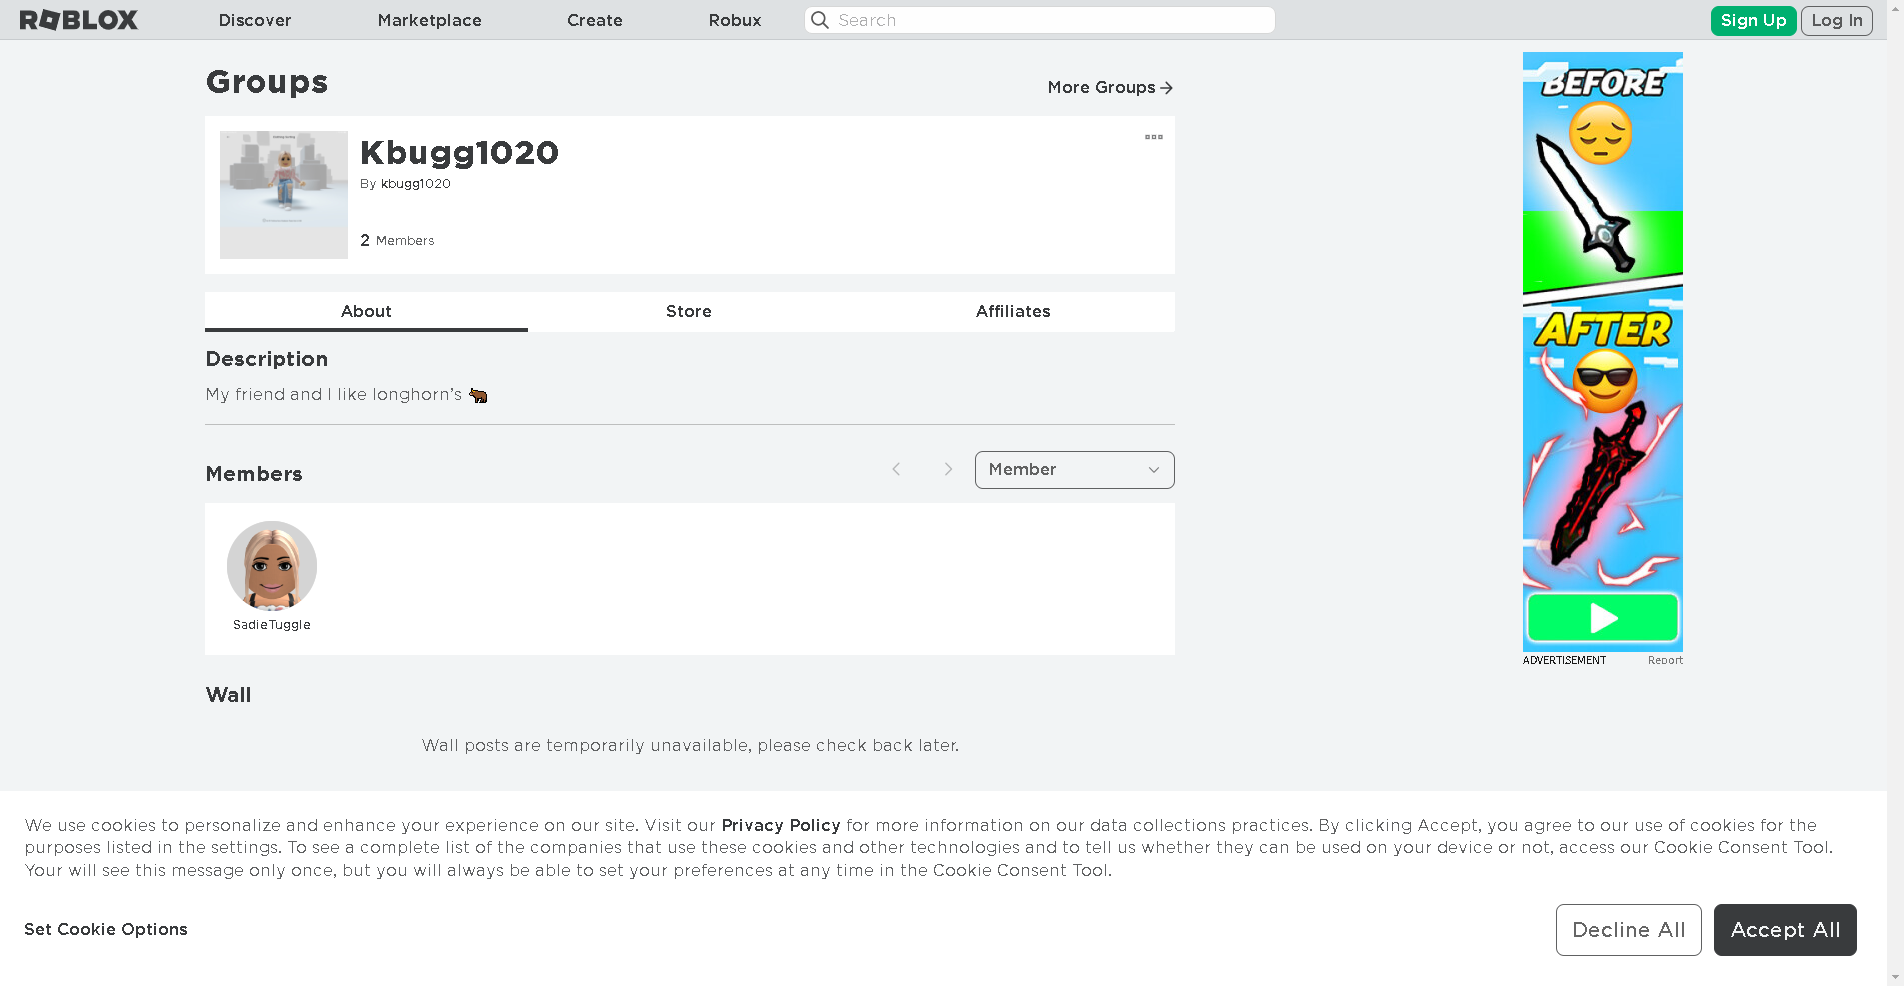 ROBLOX
Discover
Marketplace
Create
Robux
Search
Sign Up
Log In
Groups
More Groups
Kbugg1020
By kbugg1020
2 Members
About
Store
Affiliates
Description
My friend and I like longhorn’s
Members
Member
SadieTuggle
Wall
Wall posts are temporarily unavailable, please check back later.
BEFORE
AFTER
ADVERTISEMENT
Report
We use cookies to personalize and enhance your experience on our site. Visit our Privacy Policy for more information on our data collections practices. By clicking Accept, you agree to our use of cookies for the
purposes listed in the settings. To see a complete list of the companies that use these cookies and other technologies and to tell us whether they can be used on your device or not, access our Cookie Consent Tool.
Your will see this message only once, but you will always be able to set your preferences at any time in the Cookie Consent Tool.
Set Cookie Options
Decline All
Accept All